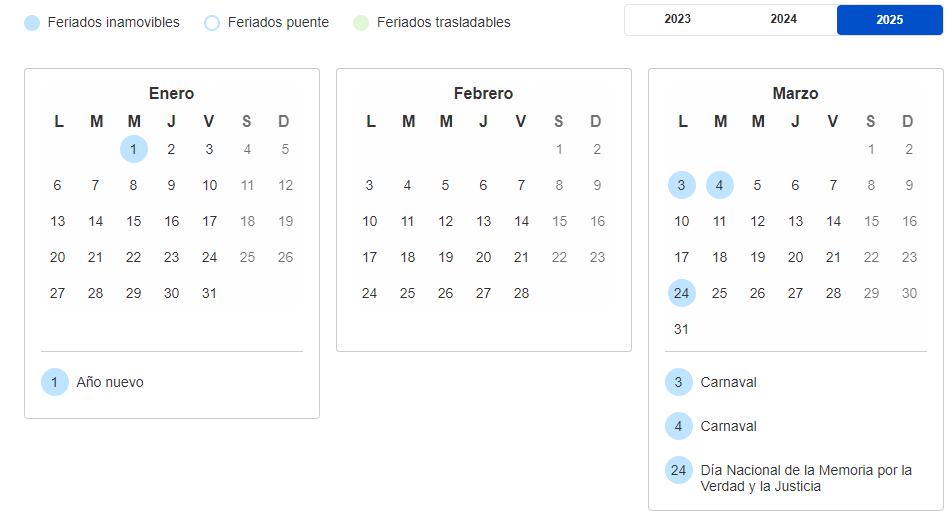 Feriados inamovibles Feriados puente Feriados trasladables 2023 2024 2025
Enero
L M M J V S D
1 2 3 4 5
6 7 8 9 10 11 12
13 14 15 16 17 18 19
20 21 22 23 24 25 26
27 28 29 30 31
1 Año nuevo
Febrero
L M M J V S D
1 2
3 4 5 6 7 8 9
10 11 12 13 14 15 16
17 18 19 20 21 22 23
24 25 26 27 28
Marzo
L M M J V S D
1 2
3 4 5 6 7 8 9
10 11 12 13 14 15 16
17 18 19 20 21 22 23
24 25 26 27 28 29 30
31
3 Carnaval
4 Carnaval
24 Día Nacional de la Memoria por la
Verdad y la Justicia